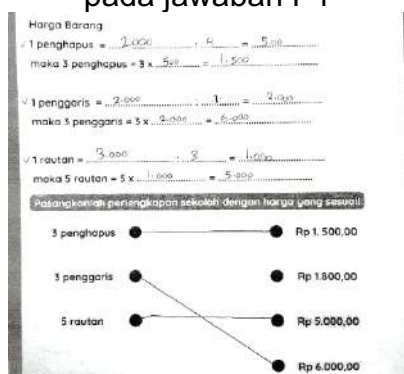 pada jawaban
Harga Barang
√ 1 penghapus = 2.000 : 4 = 500
maka 3 penghapus = 3 x 500 = 1.500
√ 1 penggaris = 2.000 : 1 = 2.000
maka 3 penggaris = 3 x 2.000 = 6.000
√ 1 rautan = 3.000 : 3 = 1.000
maka 5 rautan = 5 x 1.000 = 5.000
Pasangkanlah perlengkapan sekolah dengan harga yang sesuai!
3 penghapus Rp 1.500,00
3 penggaris Rp 1.800,00
5 rautan Rp 5.000,00
Rp 6.000,00